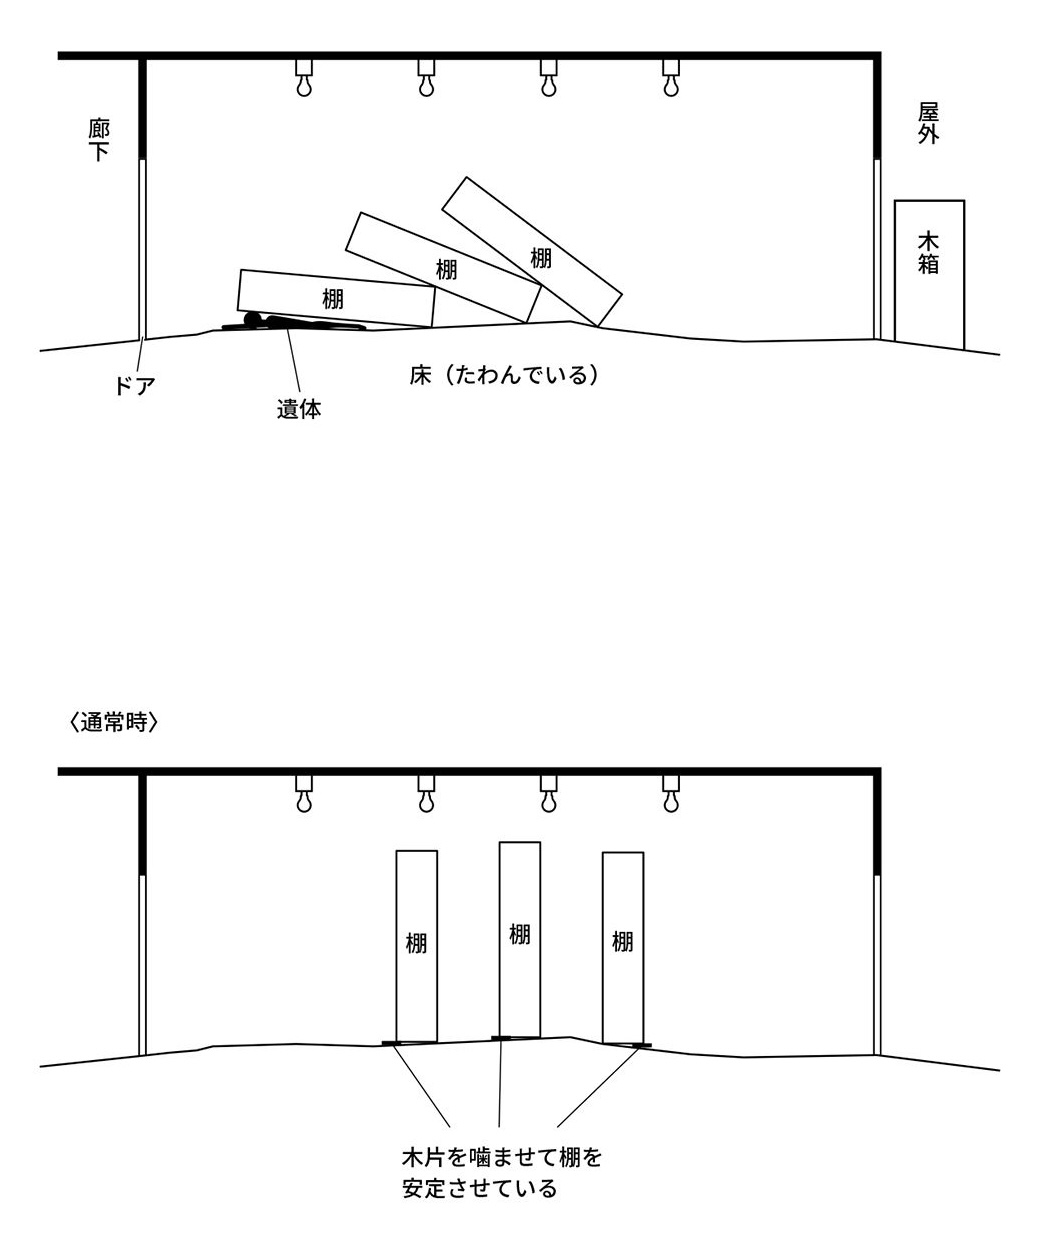 廊下
屋外
木箱
棚
棚
棚
ドア
遺体
床（たわんでいる）
〈通常時〉
棚
棚
棚
木片を噛ませて棚を
安定させている